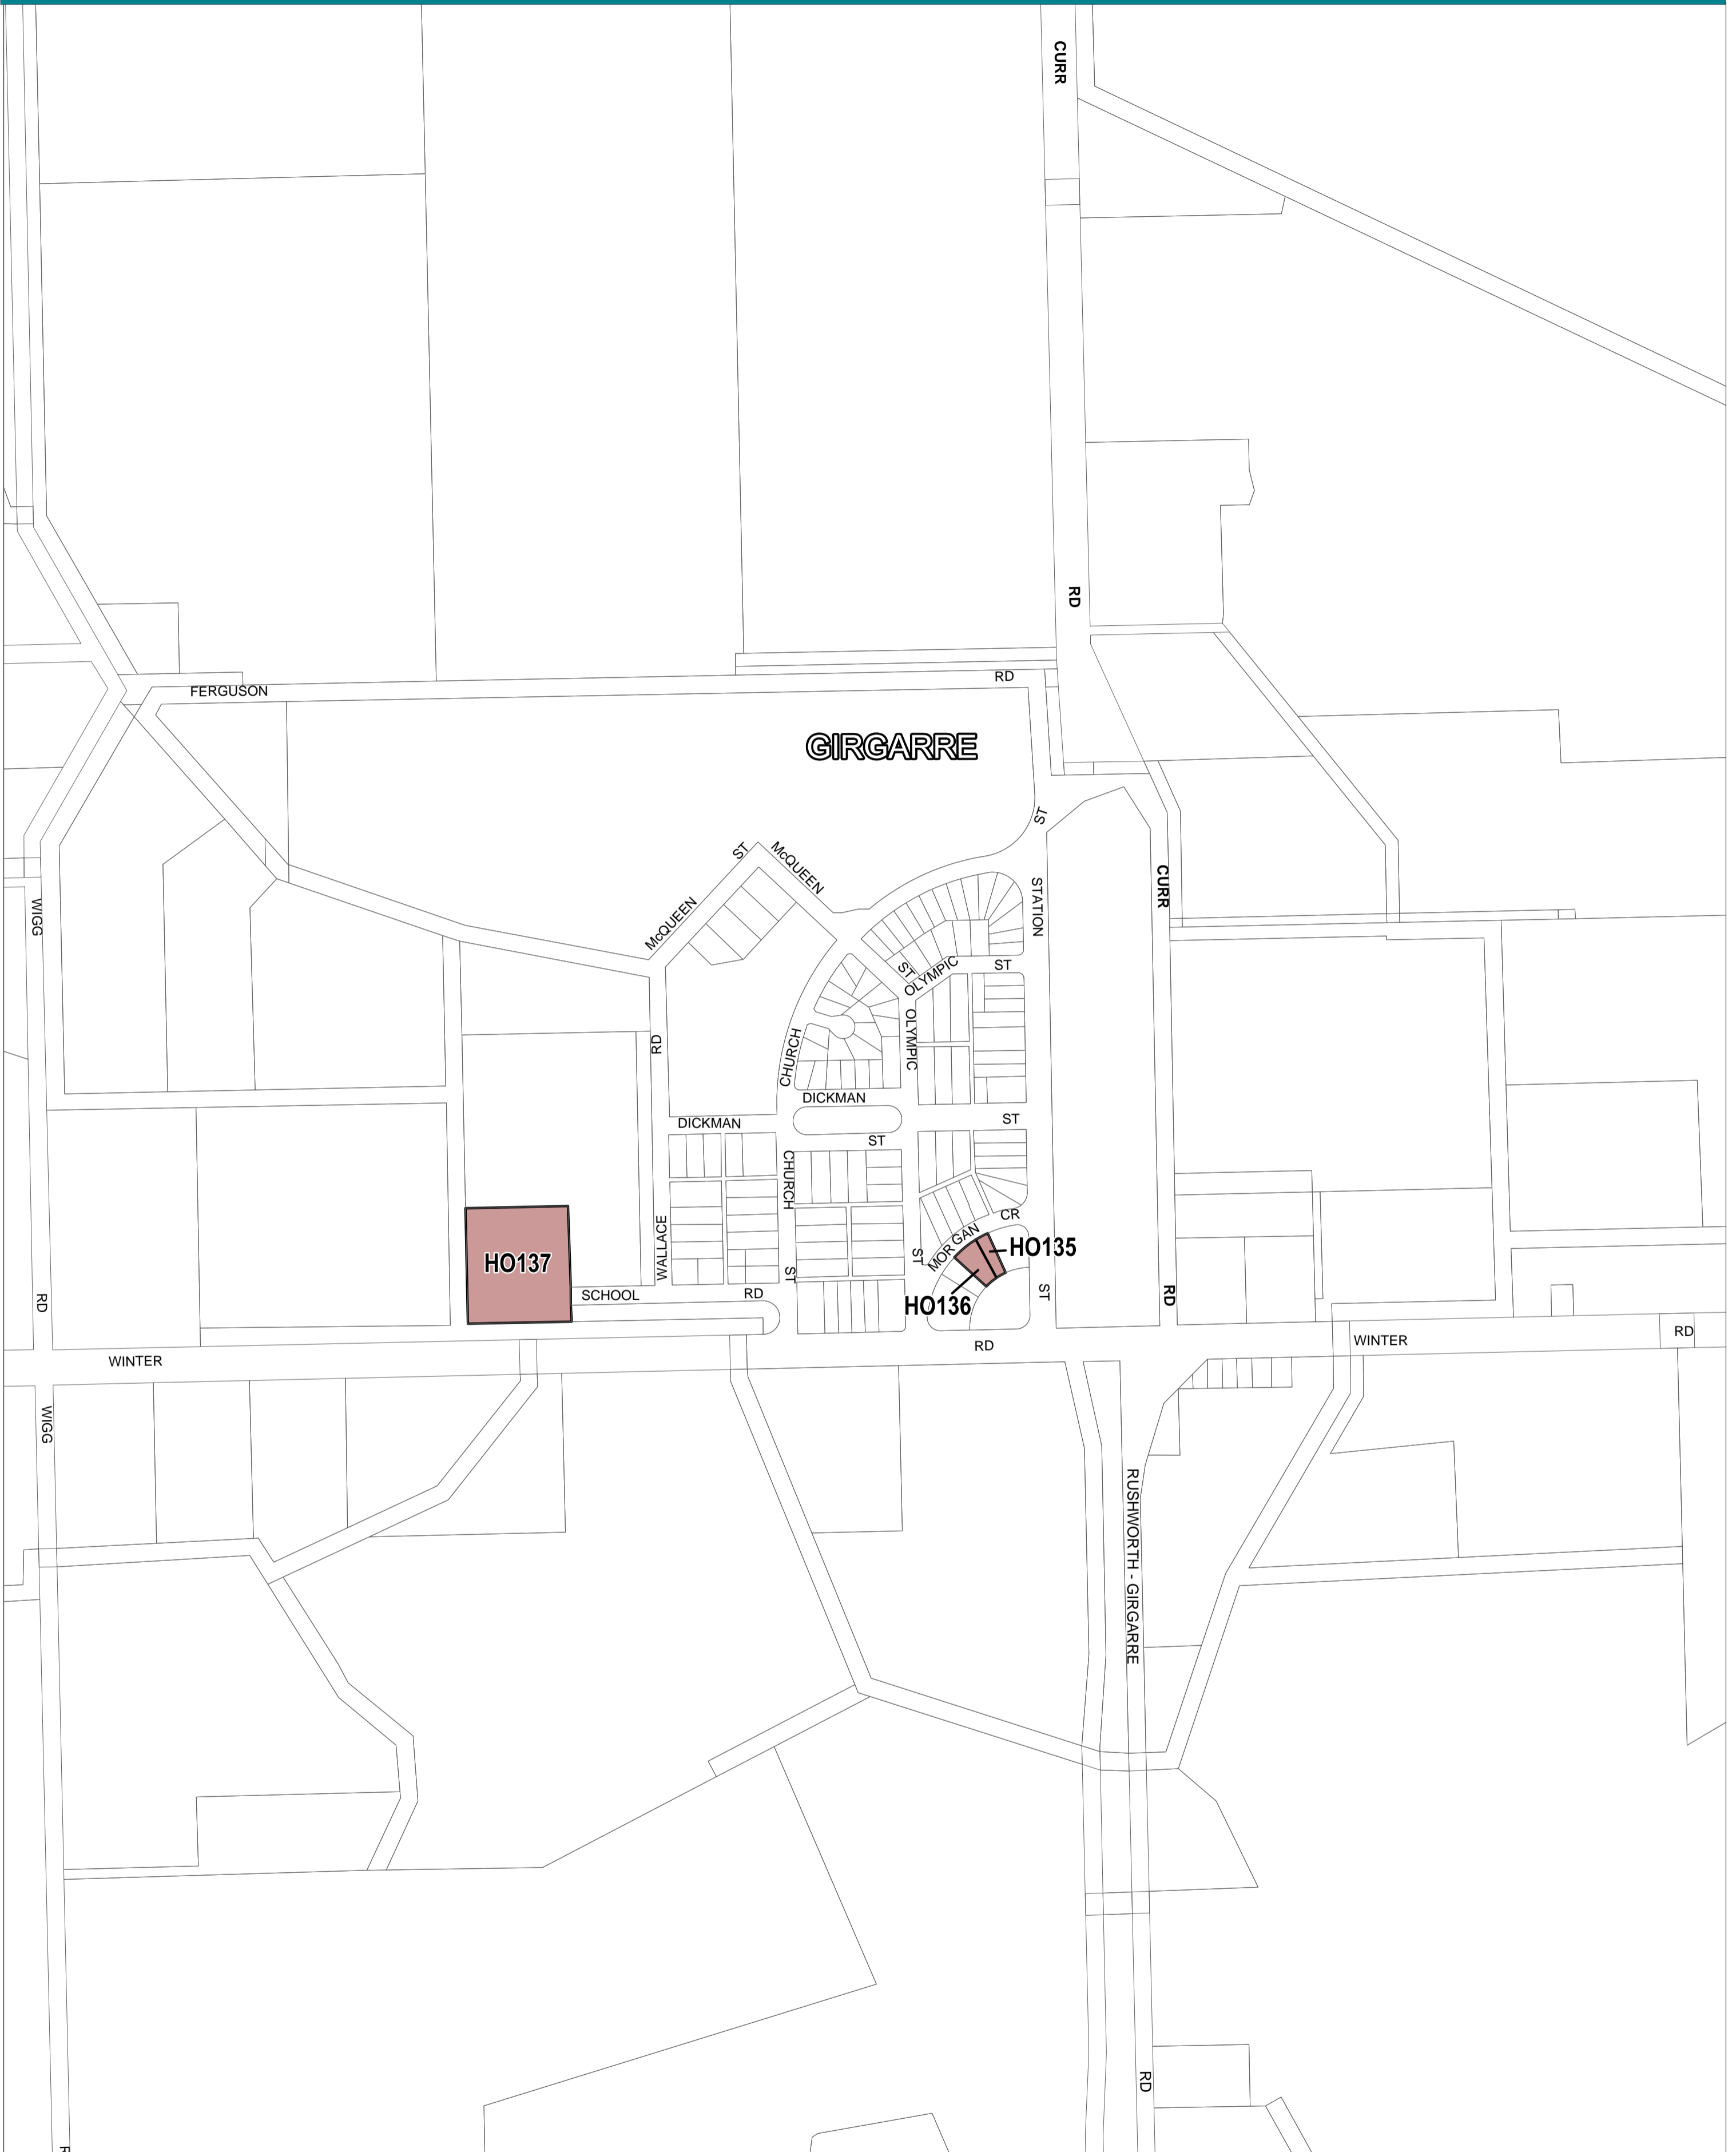 CURR
RD
FERGUSON
RD
GIRGARRE
ST
ST
McQUEEN
McQUEEN
STATION
CURR
WIGG
ST
OLYMPIC
ST
OLYMPIC
RD
CHURCH
DICKMAN
DICKMAN
ST
ST
CHURCH
WALLACE
CR
MORGAN
HO135
ST
HO137
ST
HO136
ST
SCHOOL
RD
RD
RD
WINTER
RD
WINTER
RD
WIGG
RUSHWORTH - GIRGARRE
RD